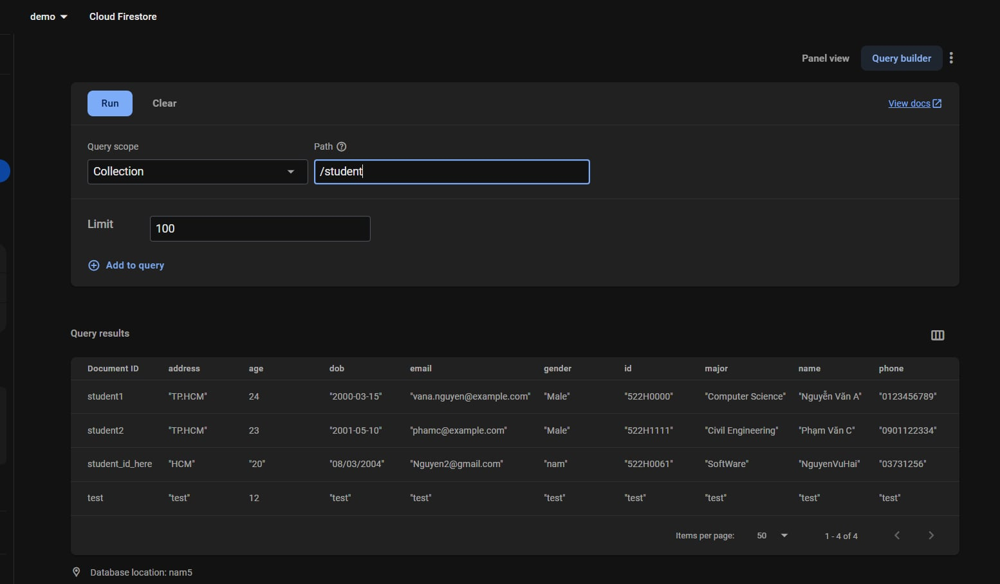 demo Cloud Firestore
Panel view Query builder
Run Clear View docs
Query scope Path
Collection /student
Limit 100
Add to query
Query results
Document ID address age dob email gender id major name phone
student1 "TP.HCM" 24 "2000-03-15" "vana.nguyen@example.com" "Male" "522H0000" "Computer Science" "Nguyễn Văn A" "0123456789"
student2 "TP.HCM" 23 "2001-05-10" "phamc@example.com" "Male" "522H1111" "Civil Engineering" "Phạm Văn C" "0901122334"
student_id_here "HCM" "20" "08/03/2004" "Nguyen2@gmail.com" "nam" "522H0061" "SoftWare" "NguyenVuHai" "03731256"
test "test" 12 "test" "test" "test" "test" "test" "test" "test"
Items per page: 50 1 - 4 of 4
Database location: nam5